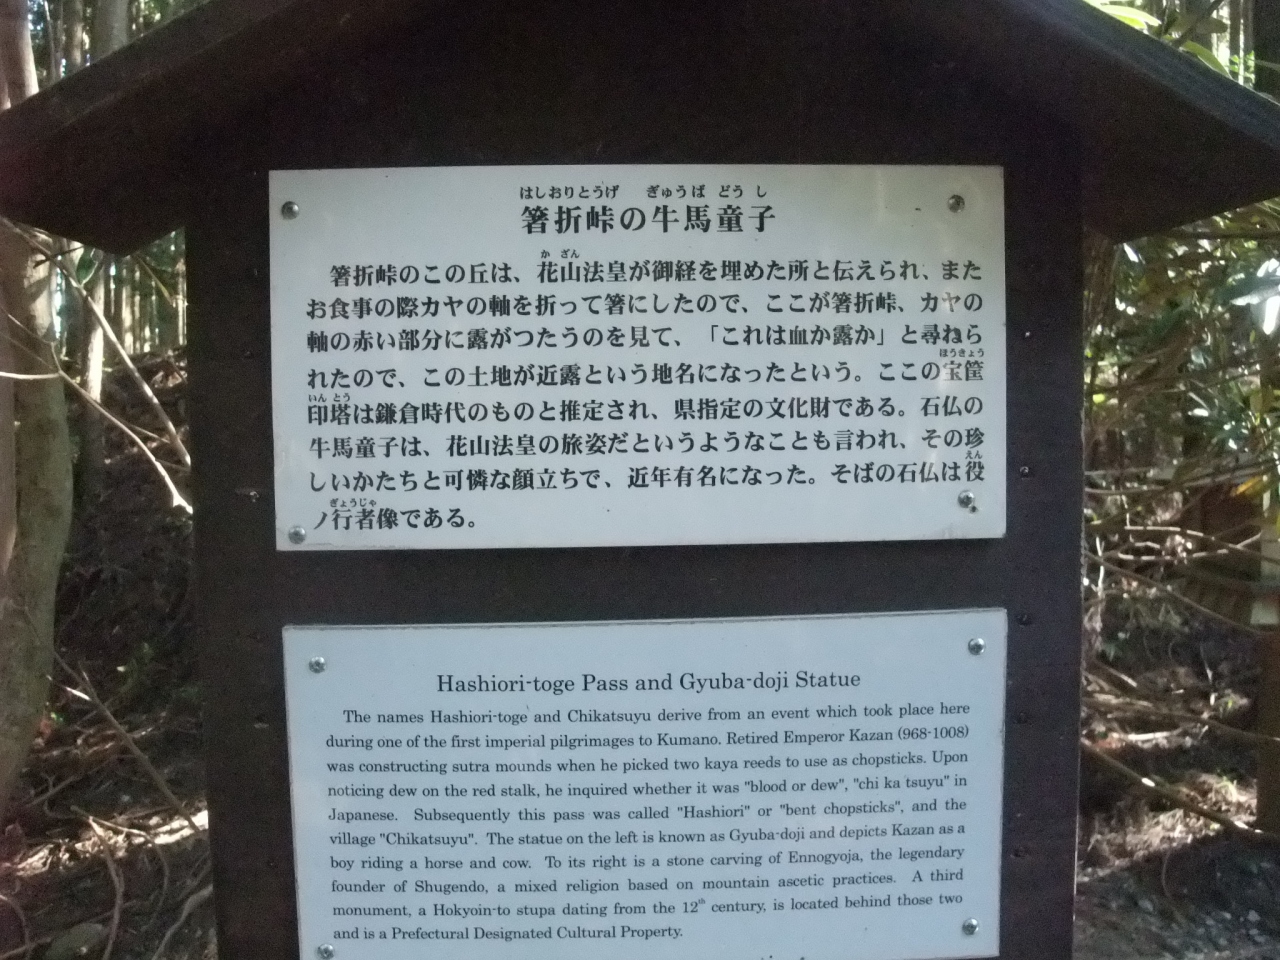 はしおりとうげ ぎゅうば どう し
箸折峠の牛馬童子
か ざん
箸折峠のこの丘は、花山法皇が御経を埋めた所と伝えられ、また
お食事の際カヤの軸を折って箸にしたので、ここが箸折峠、カヤの
軸の赤い部分に露がつたうのを見て、「これは血か露か」と尋ねら
ほうきょう
れたので、この土地が近露という地名になったという。ここの宝筐
いん とう
印塔は鎌倉時代のものと推定され、県指定の文化財である。石仏の
牛馬童子は、花山法皇の旅姿だというようなことも言われ、その珍
えん
しいかたちと可憐な顔立ちで、近年有名になった。そばの石仏は役
ぎょうじゃ
ノ行者像である。
Hashiori-toge Pass and Gyuba-doji Statue
The names Hashiori-toge and Chikatsuyu derive from an event which took place here
during one of the first imperial pilgrimages to Kumano. Retired Emperor Kazan (968-1008)
was constructing sutra mounds when he picked two kaya reeds to use as chopsticks. Upon
noticing dew on the red stalk, he inquired whether it was "blood or dew", "chi ka tsuyu" in
Japanese. Subsequently this pass was called "Hashiori" or "bent chopsticks", and the
village "Chikatsuyu". The statue on the left is known as Gyuba-doji and depicts Kazan as a
boy riding a horse and cow. To its right is a stone carving of Ennogyoja, the legendary
founder of Shugendo, a mixed religion based on mountain ascetic practices. A third
monument, a Hokyoin-to stupa dating from the 12th century, is located behind those two
and is a Prefectural Designated Cultural Property.